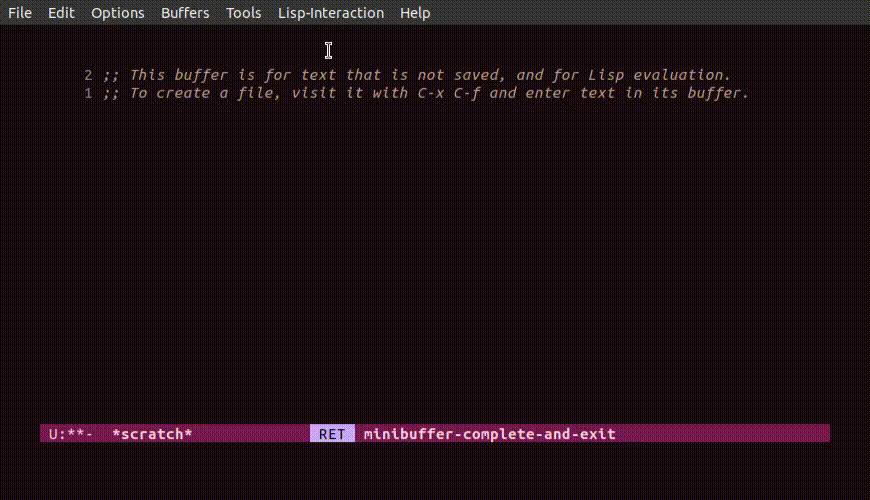 File Edit Options Buffers Tools Lisp-Interaction Help
2 ;; This buffer is for text that is not saved, and for Lisp evaluation.
1 ;; To create a file, visit it with C-x C-f and enter text in its buffer.
U:**- *scratch* RET minibuffer-complete-and-exit